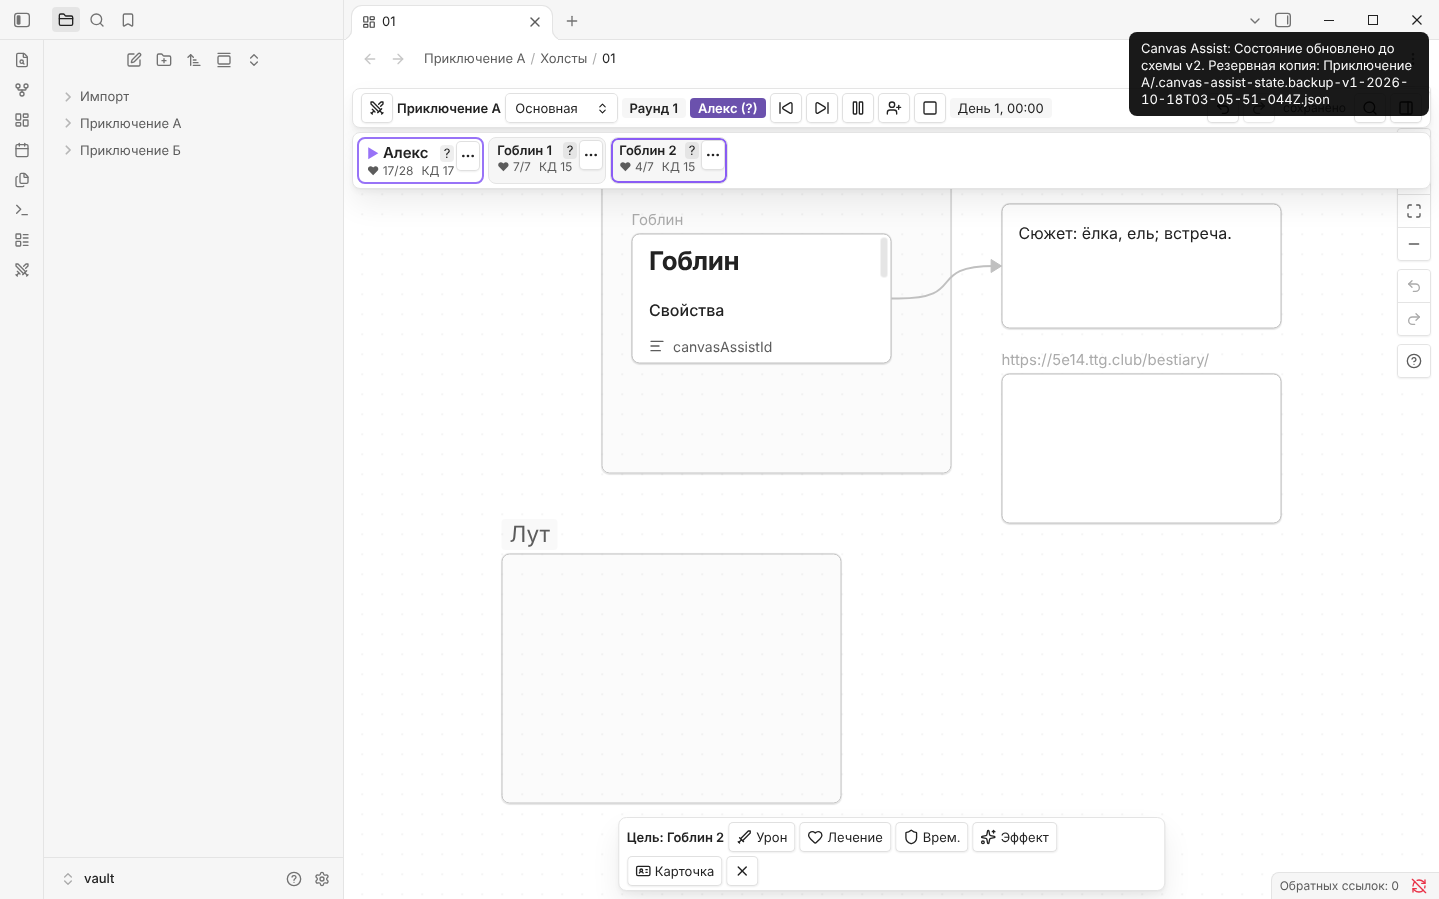 01
Приключение А / Холсты / 01
Canvas Assist: Состояние обновлено до
схемы v2. Резервная копия: Приключение
A/.canvas-assist-state.backup-v1-2026-
10-18T03-05-51-044Z.json
Импорт
Приключение А
Приключение Б
Приключение А Основная Раунд 1 Алекс (?) День 1, 00:00
Алекс ? ...
17/28 КД 17
Гоблин 1 ? ...
7/7 КД 15
Гоблин 2 ? ...
4/7 КД 15
Гоблин
Гоблин
Свойства
canvasAssistId
Сюжет: ёлка, ель; встреча.
https://5e14.ttg.club/bestiary/
Лут
Цель: Гоблин 2 Урон Лечение Врем. Эффект
Карточка
vault
Обратных ссылок: 0